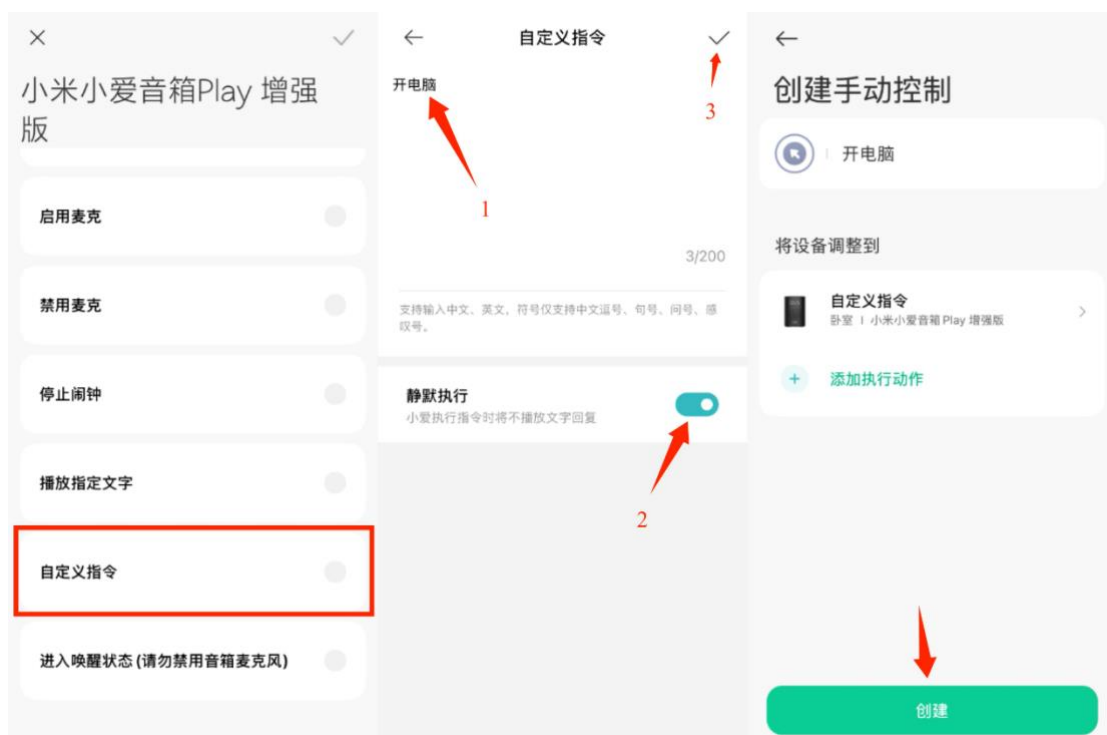 小米小爱音箱Play 增强
版
启用麦克
禁用麦克
停止闹钟
播放指定文字
自定义指令
进入唤醒状态 (请勿禁用音箱麦克风)
自定义指令
开电脑
3
1
3/200
支持输入中文、英文，符号仅支持中文逗号、句号、问号、感
叹号。
静默执行
小爱执行指令时将不播放文字回复
2
创建手动控制
开电脑
将设备调整到
自定义指令
卧室 | 小米小爱音箱 Play 增强版
添加执行动作
创建